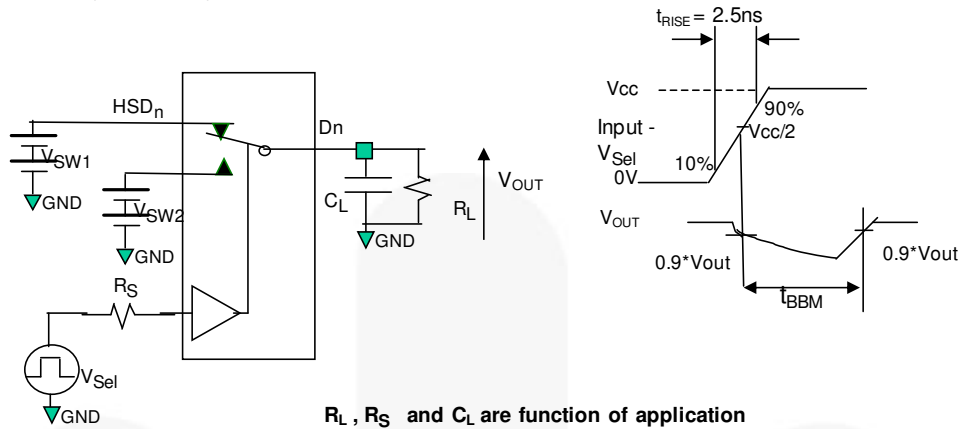 tRISE = 2.5ns
HSDn
Dn
VSW1
GND
VSW2
GND
CL
RL
VOUT
GND
RS
VSel
GND
Vcc
90%
Input -
Vcc/2
VSel
10%
0V
VOUT
0.9*Vout
0.9*Vout
tBBM
RL , RS and CL are function of application